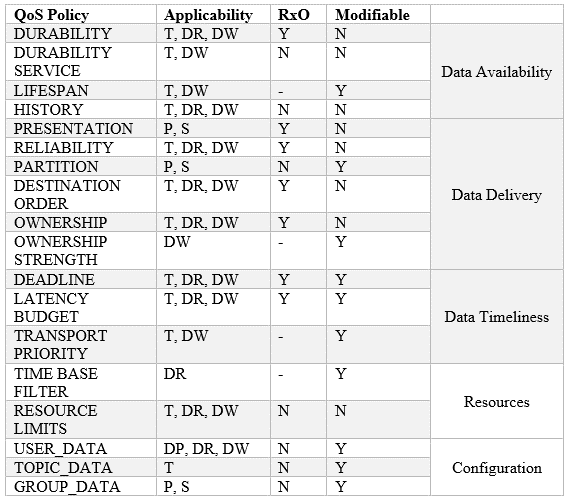 QoS Policy Applicability RxO Modifiable
DURABILITY T, DR, DW Y N
DURABILITY T, DW N N
SERVICE
LIFESPAN T, DW - Y
HISTORY T, DR, DW N N
Data Availability
PRESENTATION P, S Y N
RELIABILITY T, DR, DW Y N
PARTITION P, S N Y
DESTINATION T, DR, DW Y N
ORDER
OWNERSHIP T, DR, DW Y N
OWNERSHIP DW - Y
STRENGTH
Data Delivery
DEADLINE T, DR, DW Y Y
LATENCY T, DR, DW Y Y
BUDGET
TRANSPORT T, DW - Y
PRIORITY
Data Timeliness
TIME BASE DR - Y
FILTER
RESOURCE T, DR, DW N N
LIMITS
Resources
USER_DATA DP, DR, DW N Y
TOPIC_DATA T N Y
GROUP_DATA P, S N Y
Configuration